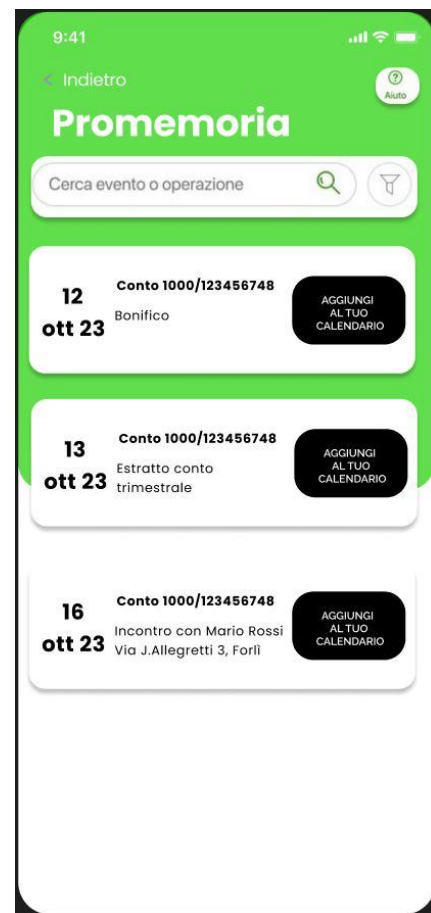 9:41
< Indietro
Aiuto
Promemoria
Cerca evento o operazione
12
ott 23
Conto 1000/123456748
Bonifico
AGGIUNGI
AL TUO
CALENDARIO
13
ott 23
Conto 1000/123456748
Estratto conto
trimestrale
AGGIUNGI
AL TUO
CALENDARIO
16
ott 23
Conto 1000/123456748
Incontro con Mario Rossi
Via J.Allegretti 3, Forlì
AGGIUNGI
AL TUO
CALENDARIO